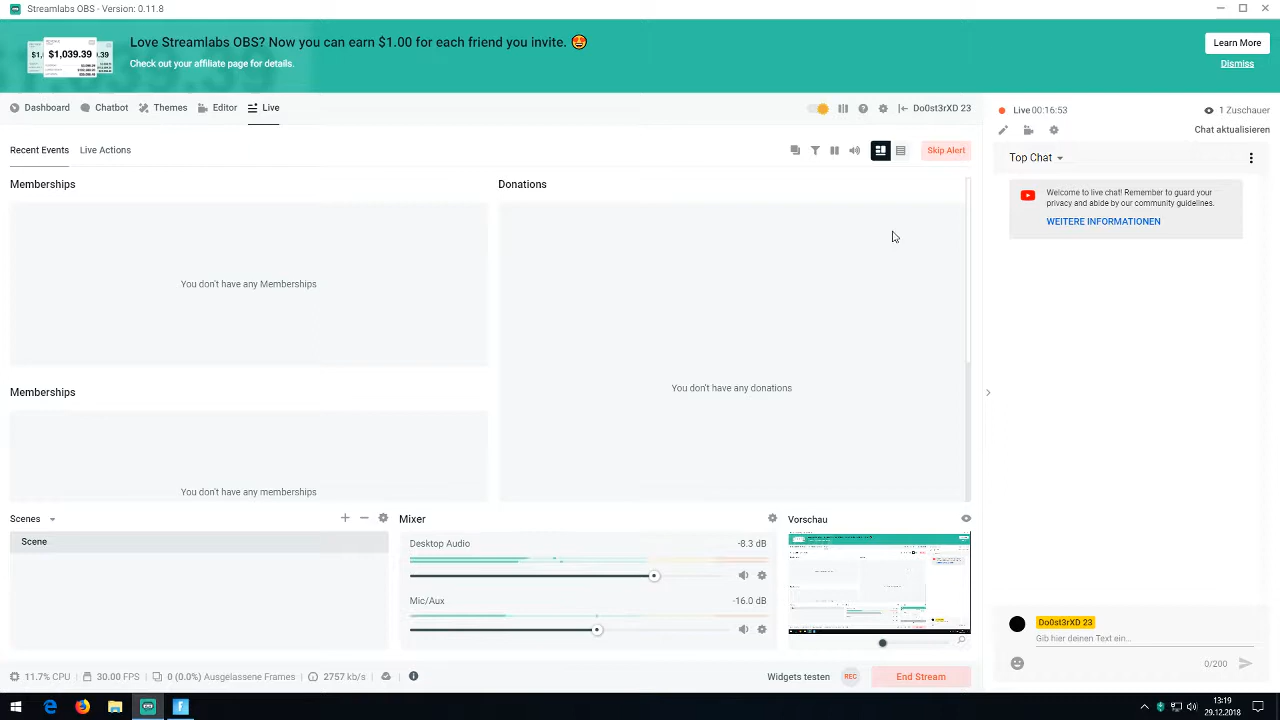 Streamlabs OBS - Version: 0.11.8
Love Streamlabs OBS? Now you can earn $1.00 for each friend you invite. 🤩
Check out your affiliate page for details.
$1,039.39
Learn More
Dismiss
Dashboard
Chatbot
Themes
Editor
Live
Do0st3rXD 23
Recent Events
Live Actions
Skip Alert
Memberships
You don't have any Memberships
Memberships
You don't have any memberships
Donations
You don't have any donations
Scenes
Scene
Mixer
Desktop Audio
-8.3 dB
Mic/Aux
-16.0 dB
Vorschau
11.7% CPU
30.00 FPS
0 (0.0%) Ausgelassene Frames
2757 kb/s
Widgets testen
REC
End Stream
Live 00:16:53
1 Zuschauer
Chat aktualisieren
Top Chat
Welcome to live chat! Remember to guard your
privacy and abide by our community guidelines.
WEITERE INFORMATIONEN
Do0st3rXD 23
Gib hier deinen Text ein...
0/200
13:19
29.12.2018